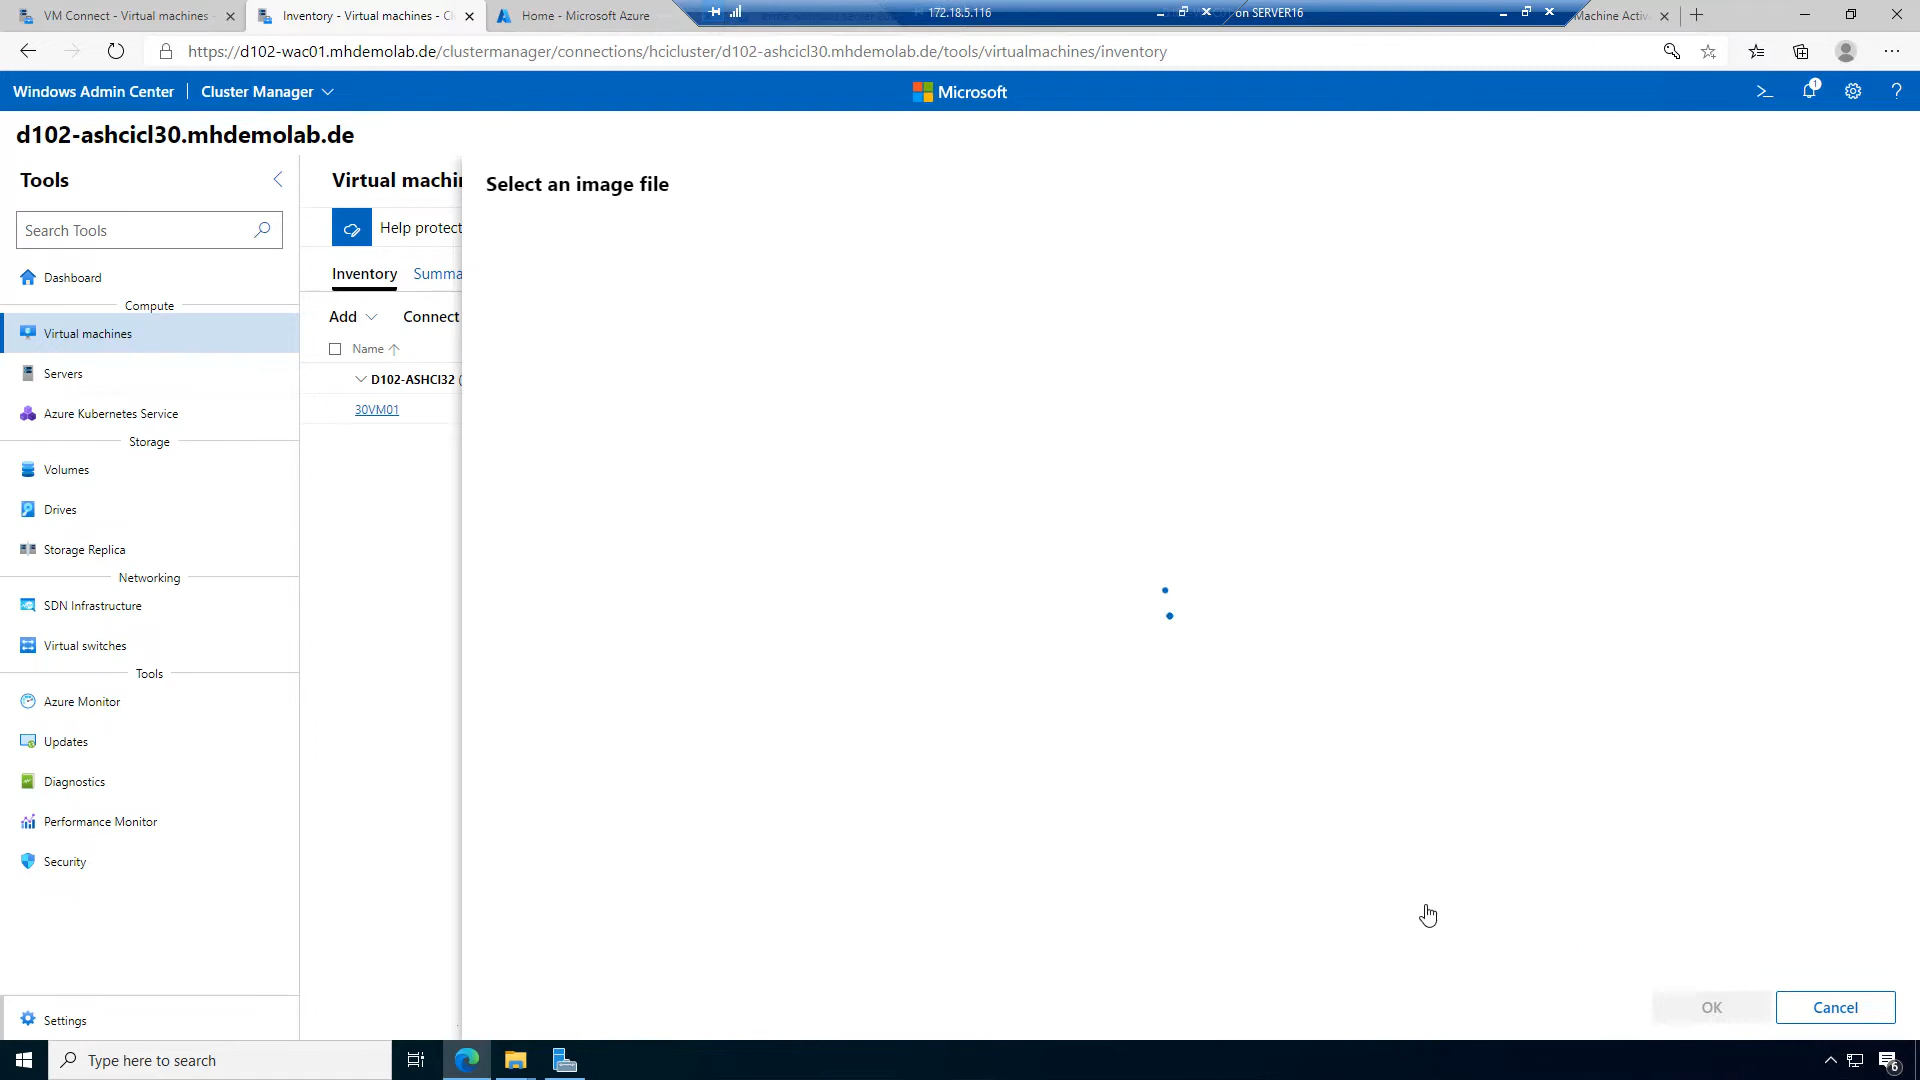 VM Connect - Virtual machines
Inventory - Virtual machines - Cl
Home - Microsoft Azure
172.18.5.116
on SERVER16
Machine Activ
https://d102-wac01.mhdemolab.de/clustermanager/connections/hcicluster/d102-ashcicl30.mhdemolab.de/tools/virtualmachines/inventory
Windows Admin Center
Cluster Manager
Microsoft
1
?
d102-ashcicl30.mhdemolab.de
Tools
Search Tools
Dashboard
Compute
Virtual machines
Servers
Azure Kubernetes Service
Storage
Volumes
Drives
Storage Replica
Networking
SDN Infrastructure
Virtual switches
Tools
Azure Monitor
Updates
Diagnostics
Performance Monitor
Security
Settings
Virtual machin
Help protect
Inventory
Summa
Add
Connect
Name
D102-ASHCI32 (
30VM01
Select an image file
OK
Cancel
Type here to search
6